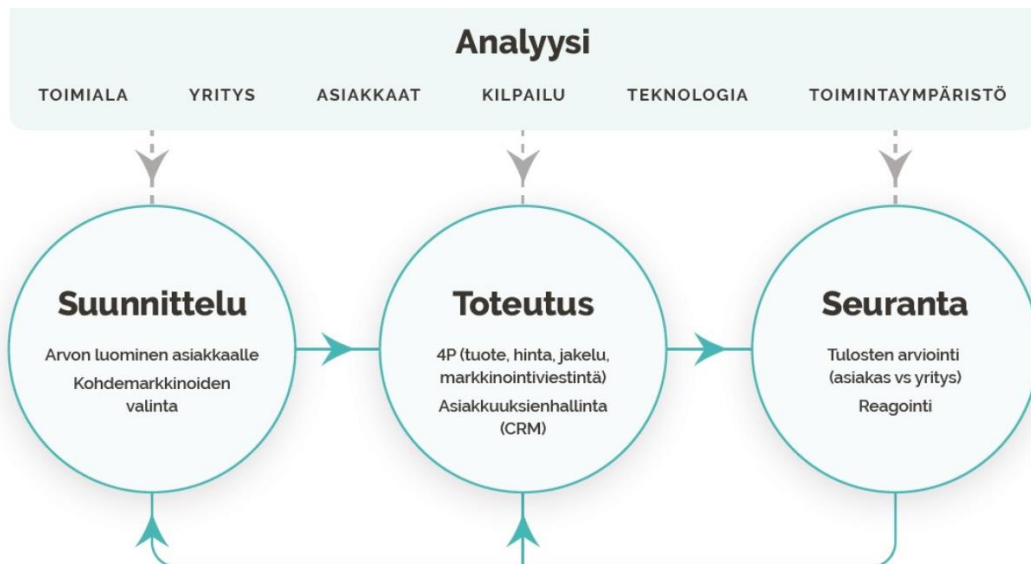 Analyysi
TOIMIALA YRITYS ASIAKKAAT KILPAILU TEKNOLOGIA TOIMINTAYMPÄRISTÖ
Suunnittelu
Arvon luominen asiakkaalle
Kohdemarkkinoiden
valinta
Toteutus
4P (tuote, hinta, jakelu,
markkinointiviestintä)
Asiakkuuksienhallinta
(CRM)
Seuranta
Tulosten arviointi
(asiakas vs yritys)
Reagointi